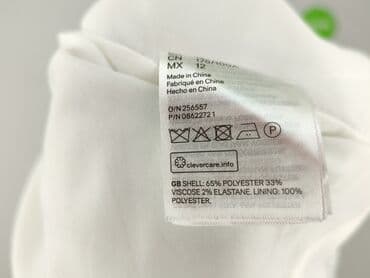 CN
MX 12
Made in China
Fabriqué en Chine
Hecho en China
O/N 256557
P/N 08622721
P
clevercare.info
GB SHELL: 65% POLYESTER 33%
VISCOSE 2% ELASTANE. LINING: 100%
POLYESTER.